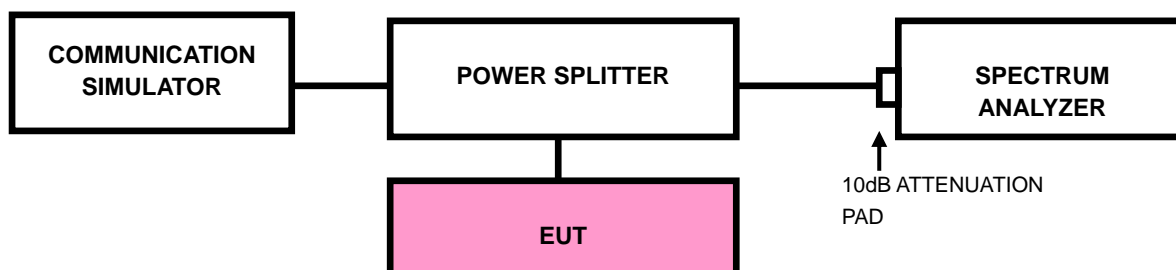 COMMUNICATION
SIMULATOR
POWER SPLITTER
SPECTRUM
ANALYZER
10dB ATTENUATION
PAD
EUT